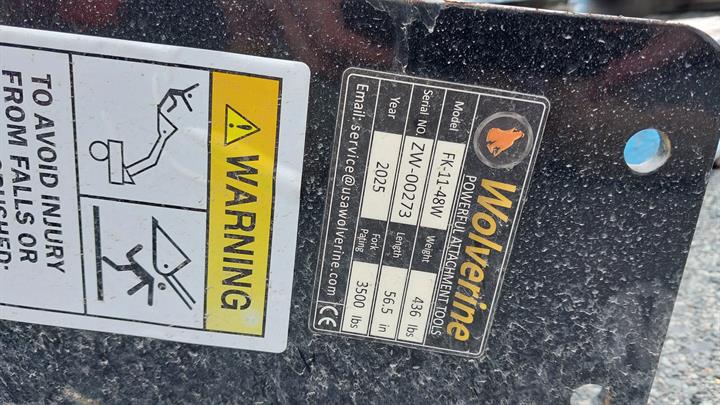 Wolverine
POWERFUL ATTACHMENT TOOLS
Model FK-11-48W Weight 436 lbs
Serial NO. ZW-00273 Length 56.5 in
Year 2025 Fork Rating 3500 lbs
Email: service@usawolverine.com CE
WARNING
TO AVOID INJURY
FROM FALLS OR
CRUSHED: